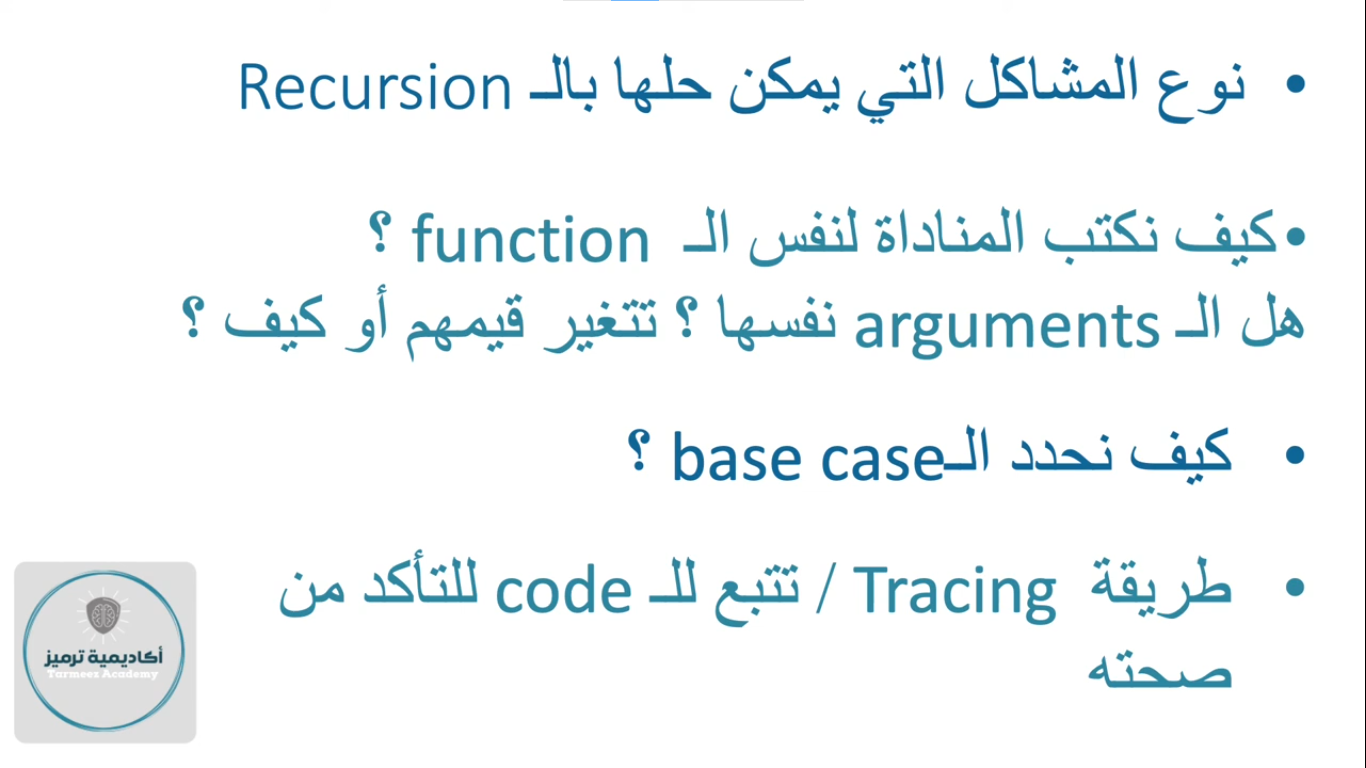 • نوع المشاكل التي يمكن حلها بالـ Recursion
• كيف نكتب المناداة لنفس الـ function ؟
هل الـ arguments نفسها ؟ تتغير قيمهم أو كيف ؟
• كيف نحدد الـbase case ؟
• طريقة Tracing / تتبع للـ code للتأكد من
صحته
أكاديمية ترميز
Tarmeez Academy